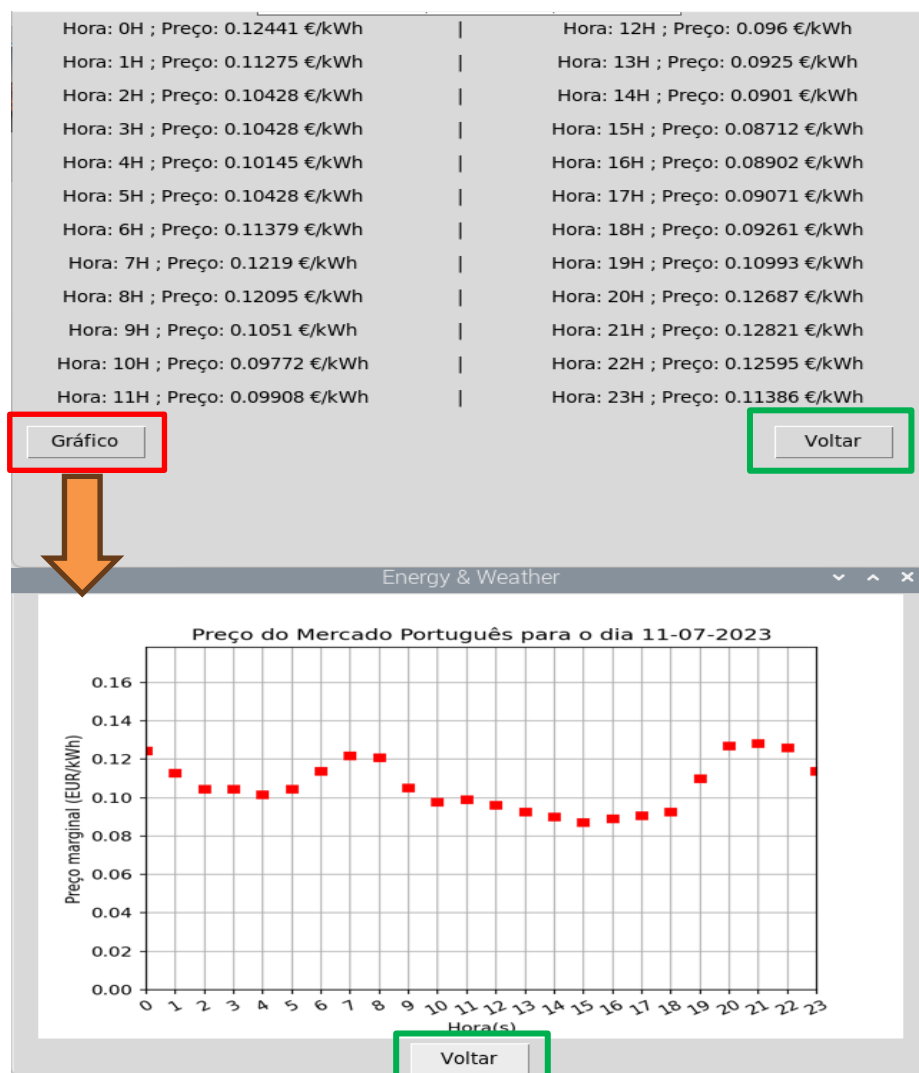 Hora: 0H ; Preço: 0.12441 €/kWh | Hora: 12H ; Preço: 0.096 €/kWh
Hora: 1H ; Preço: 0.11275 €/kWh | Hora: 13H ; Preço: 0.0925 €/kWh
Hora: 2H ; Preço: 0.10428 €/kWh | Hora: 14H ; Preço: 0.0901 €/kWh
Hora: 3H ; Preço: 0.10428 €/kWh | Hora: 15H ; Preço: 0.08712 €/kWh
Hora: 4H ; Preço: 0.10145 €/kWh | Hora: 16H ; Preço: 0.08902 €/kWh
Hora: 5H ; Preço: 0.10428 €/kWh | Hora: 17H ; Preço: 0.09071 €/kWh
Hora: 6H ; Preço: 0.11379 €/kWh | Hora: 18H ; Preço: 0.09261 €/kWh
Hora: 7H ; Preço: 0.1219 €/kWh | Hora: 19H ; Preço: 0.10993 €/kWh
Hora: 8H ; Preço: 0.12095 €/kWh | Hora: 20H ; Preço: 0.12687 €/kWh
Hora: 9H ; Preço: 0.1051 €/kWh | Hora: 21H ; Preço: 0.12821 €/kWh
Hora: 10H ; Preço: 0.09772 €/kWh | Hora: 22H ; Preço: 0.12595 €/kWh
Hora: 11H ; Preço: 0.09908 €/kWh | Hora: 23H ; Preço: 0.11386 €/kWh
Gráfico Voltar
Energy & Weather
Preço do Mercado Português para o dia 11-07-2023
Preço marginal (EUR/kWh)
0.16
0.14
0.12
0.10
0.08
0.06
0.04
0.02
0.00
0 1 2 3 4 5 6 7 8 9 10 11 12 13 14 15 16 17 18 19 20 21 22 23
Hora(s)
Voltar